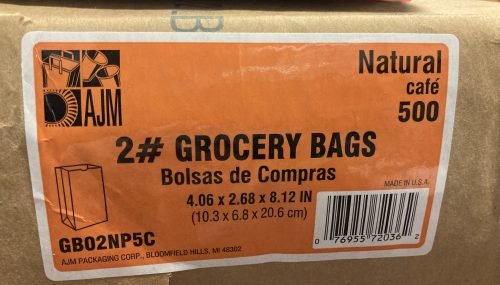 JB
AJM
Natural
café
500
2# GROCERY BAGS
Bolsas de Compras
4.06 x 2.68 x 8.12 IN
(10.3 x 6.8 x 20.6 cm)
MADE IN U.S.A.
GB02NP5C
AJM PACKAGING CORP., BLOOMFIELD HILLS, MI 48302
0 76955 72036 2